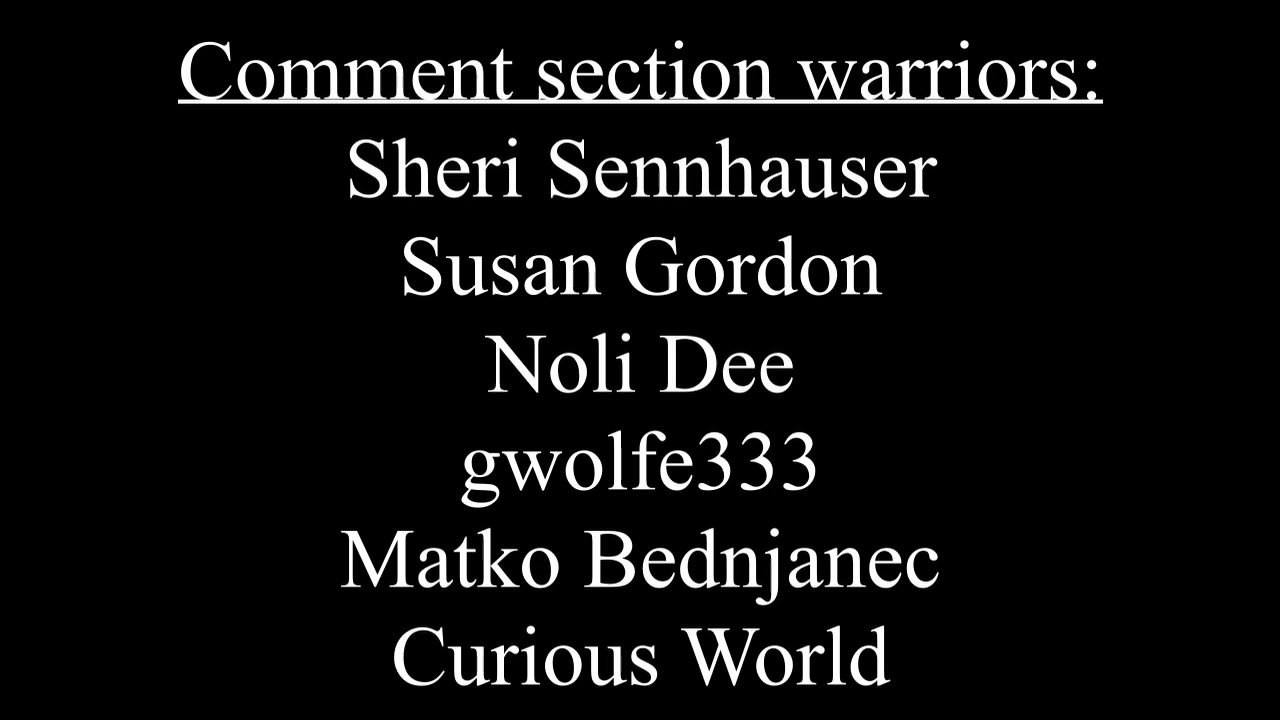 Comment section warriors:
Sheri Sennhauser
Susan Gordon
Noli Dee
gwolfe333
Matko Bednjanec
Curious World